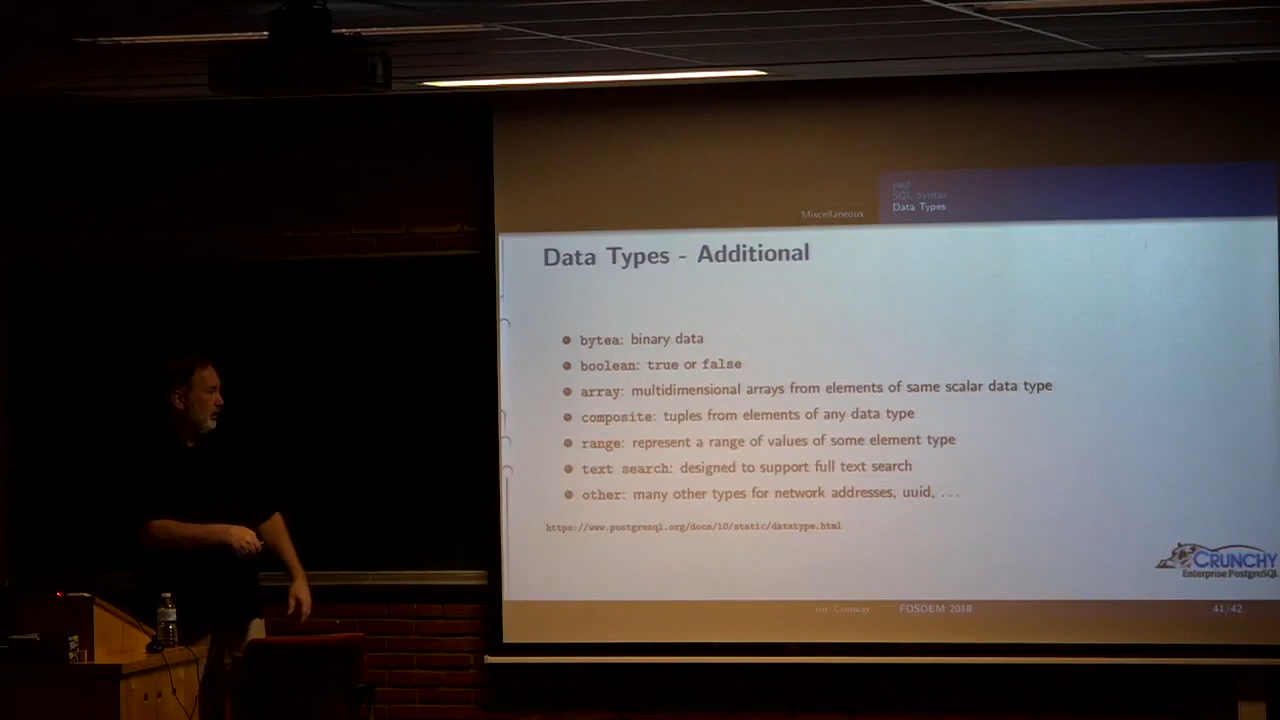 psql
SQL Syntax
Miscellaneous
Data Types
Data Types - Additional
bytea: binary data
boolean: true or false
array: multidimensional arrays from elements of same scalar data type
composite: tuples from elements of any data type
range: represent a range of values of some element type
text search: designed to support full text search
other: many other types for network addresses, uuid, ...
https://www.postgresql.org/docs/10/static/datatype.html
CRUNCHY
Enterprise PostgreSQL
Joe Conway FOSDEM 2018 41/42